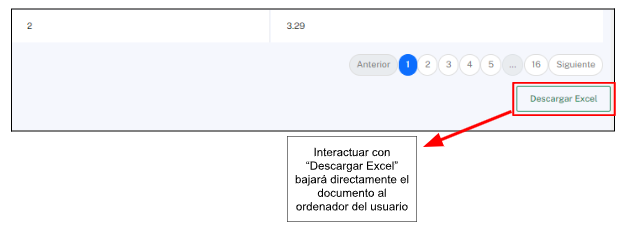 2 3.29
Anterior 1 2 3 4 5 ... 16 Siguiente
Descargar Excel
Interactuar con
“Descargar Excel”
bajará directamente el
documento al
ordenador del usuario